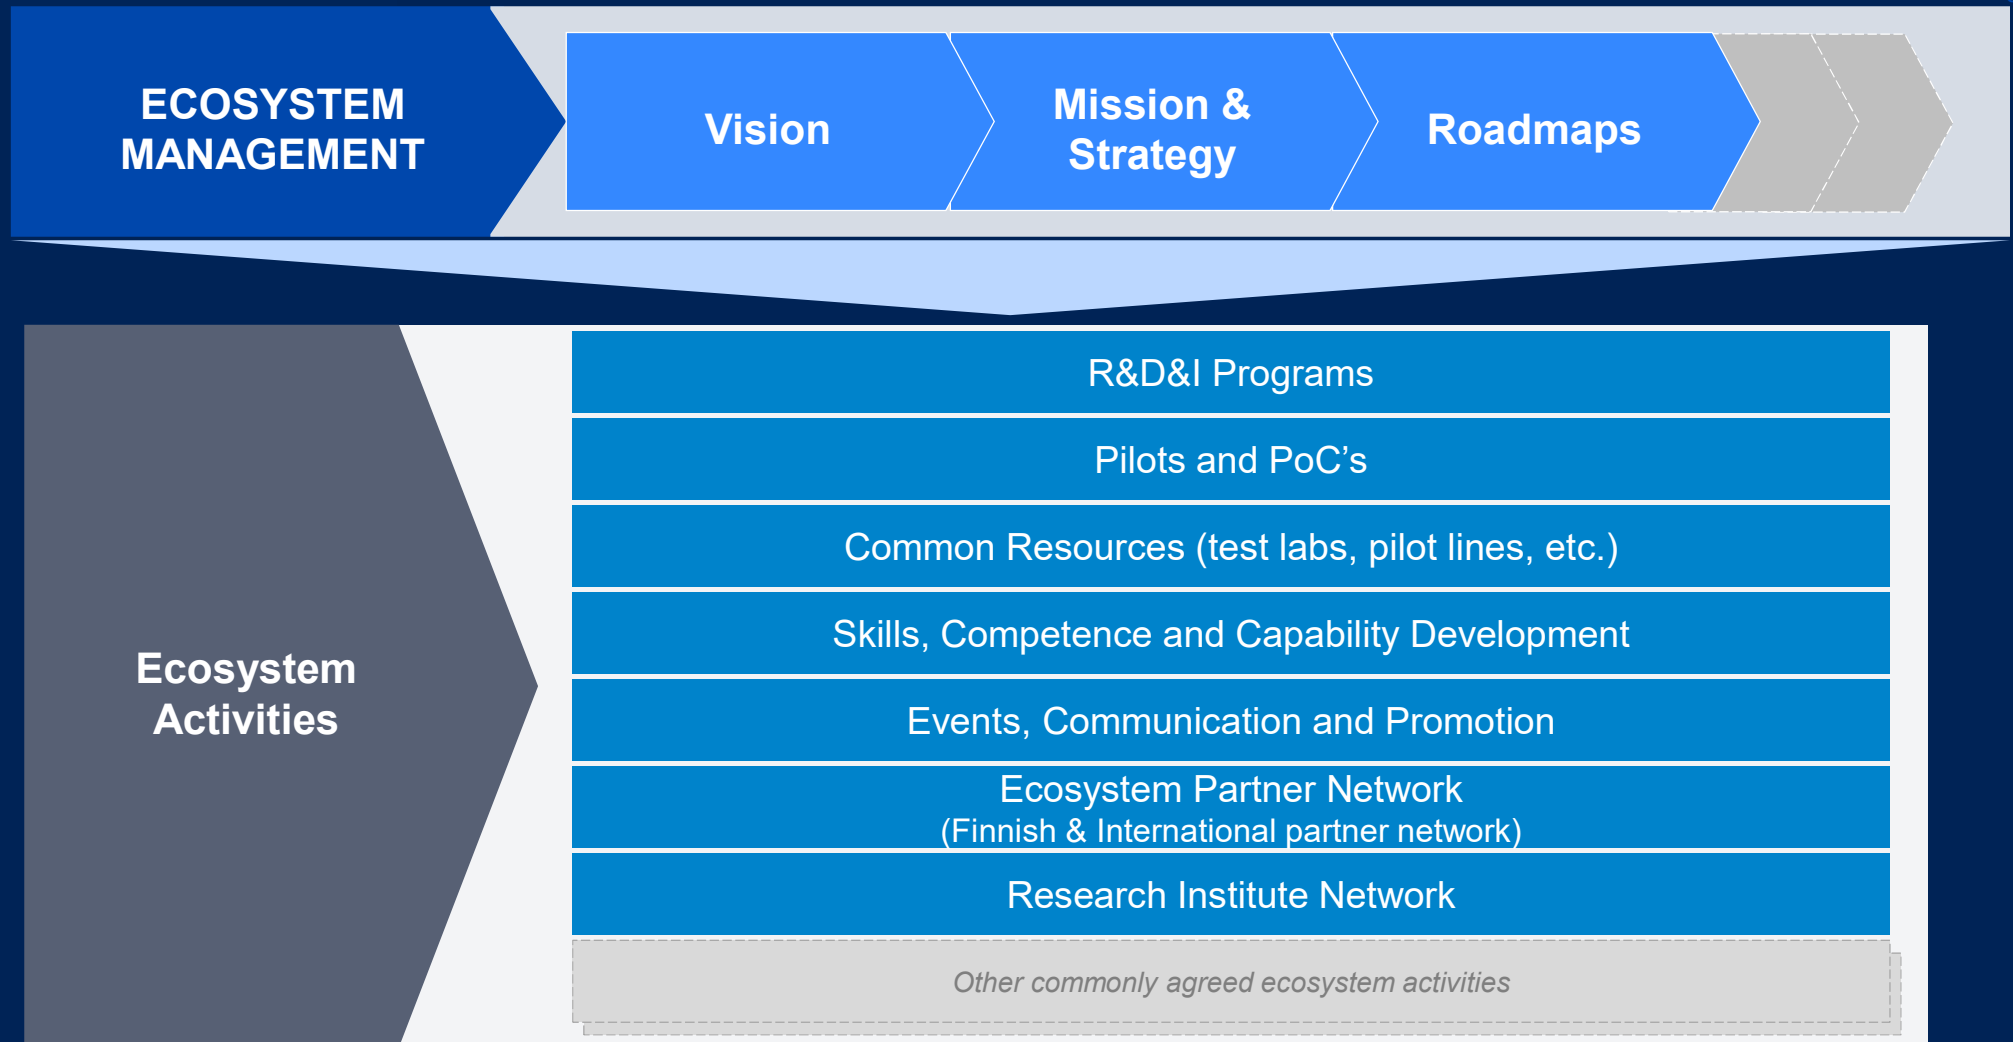 ECOSYSTEM
MANAGEMENT
Vision
Mission &
Strategy
Roadmaps
Ecosystem
Activities
R&D&I Programs
Pilots and PoC’s
Common Resources (test labs, pilot lines, etc.)
Skills, Competence and Capability Development
Events, Communication and Promotion
Ecosystem Partner Network
(Finnish & International partner network)
Research Institute Network
Other commonly agreed ecosystem activities